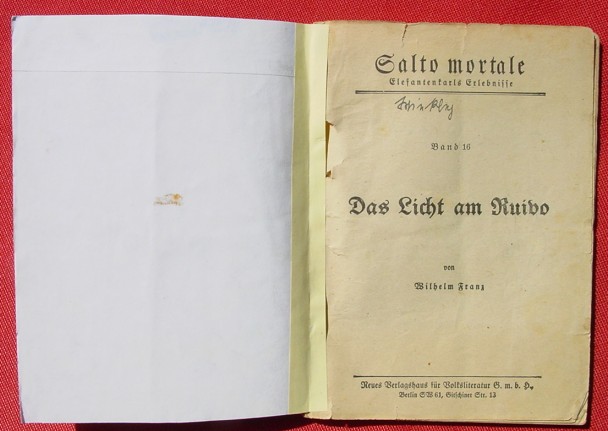 Salto mortale
Elefantenkarls Erlebnisse
Band 16
Das Licht am Ruivo
von
Wilhelm Franz
Neues Verlagshaus für Volksliteratur G. m. b. H.
Berlin SW 61, Gitschiner Str. 13